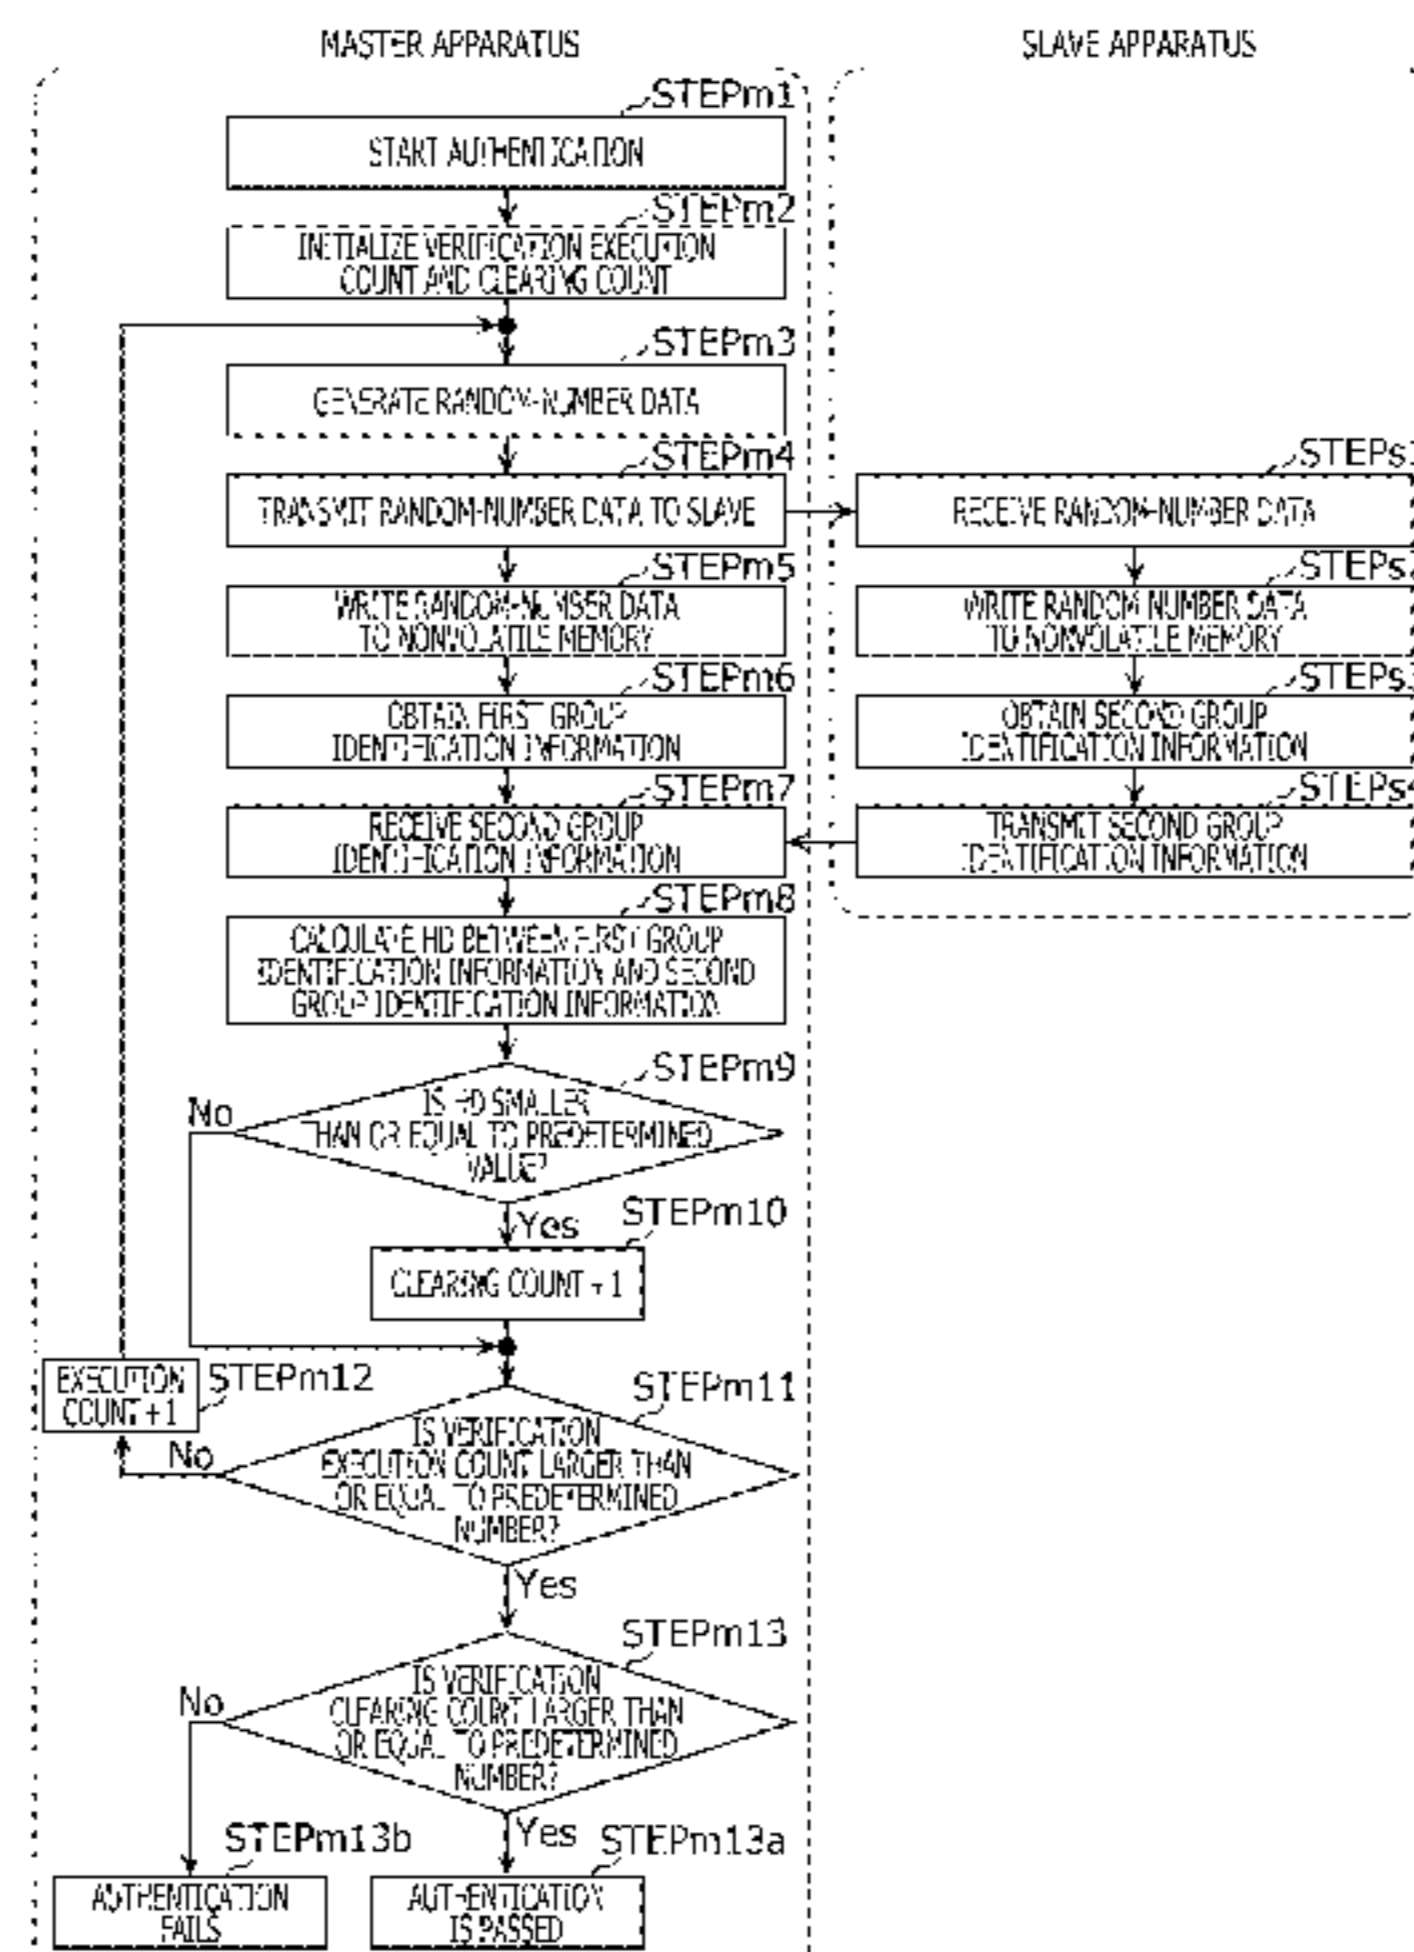 MASTER APPARATUS
SLAVE APPARATUS
STEPm1
START AUTHENTICATION
STEPm2
INITIALIZE VERIFICATION EXECUTION
COUNT AND CLEARING COUNT
STEPm3
GENERATE RANDOM-NUMBER DATA
STEPm4
TRANSMIT RANDOM-NUMBER DATA TO SLAVE
STEPs1
RECEIVE RANDOM-NUMBER DATA
STEPm5
WRITE RANDOM-NUMBER DATA
TO NONVOLATILE MEMORY
STEPs2
WRITE RANDOM-NUMBER DATA
TO NONVOLATILE MEMORY
STEPm6
OBTAIN FIRST GROUP
IDENTIFICATION INFORMATION
STEPs3
OBTAIN SECOND GROUP
IDENTIFICATION INFORMATION
STEPm7
RECEIVE SECOND GROUP
IDENTIFICATION INFORMATION
STEPs4
TRANSMIT SECOND GROUP
IDENTIFICATION INFORMATION
STEPm8
CALCULATE HD BETWEEN FIRST GROUP
IDENTIFICATION INFORMATION AND SECOND
GROUP IDENTIFICATION INFORMATION
STEPm9
IS HD SMALLER
THAN OR EQUAL TO PREDETERMINED
VALUE?
No
Yes
STEPm10
CLEARING COUNT + 1
EXECUTION
COUNT + 1
STEPm12
STEPm11
IS VERIFICATION
EXECUTION COUNT LARGER THAN
OR EQUAL TO PREDETERMINED
NUMBER?
No
Yes
STEPm13
IS VERIFICATION
CLEARING COUNT LARGER THAN
OR EQUAL TO PREDETERMINED
NUMBER?
No
Yes
STEPm13b
AUTHENTICATION
FAILS
STEPm13a
AUTHENTICATION
IS PASSED